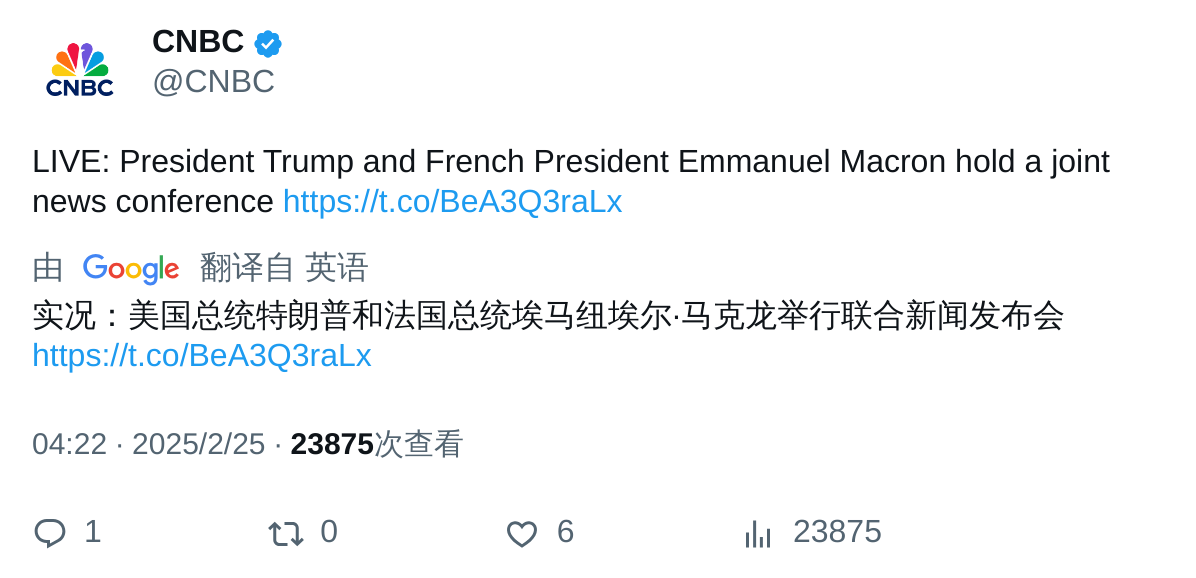 CNBC
CNBC
@CNBC
LIVE: President Trump and French President Emmanuel Macron hold a joint
news conference https://t.co/BeA3Q3raLx
由 Google 翻译自 英语
实况：美国总统特朗普和法国总统埃马纽埃尔·马克龙举行联合新闻发布会
https://t.co/BeA3Q3raLx
04:22 · 2025/2/25 · 23875次查看
1 0 6 23875